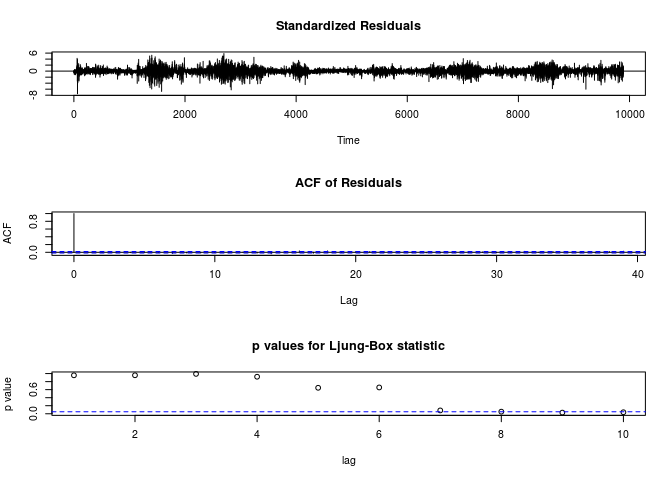 Standardized Residuals
6
0
-8
0 2000 4000 6000 8000 10000
Time
ACF of Residuals
ACF
0.8
0.0
0 10 20 30 40
Lag
p values for Ljung-Box statistic
p value
0.6
0.0
2 4 6 8 10
lag